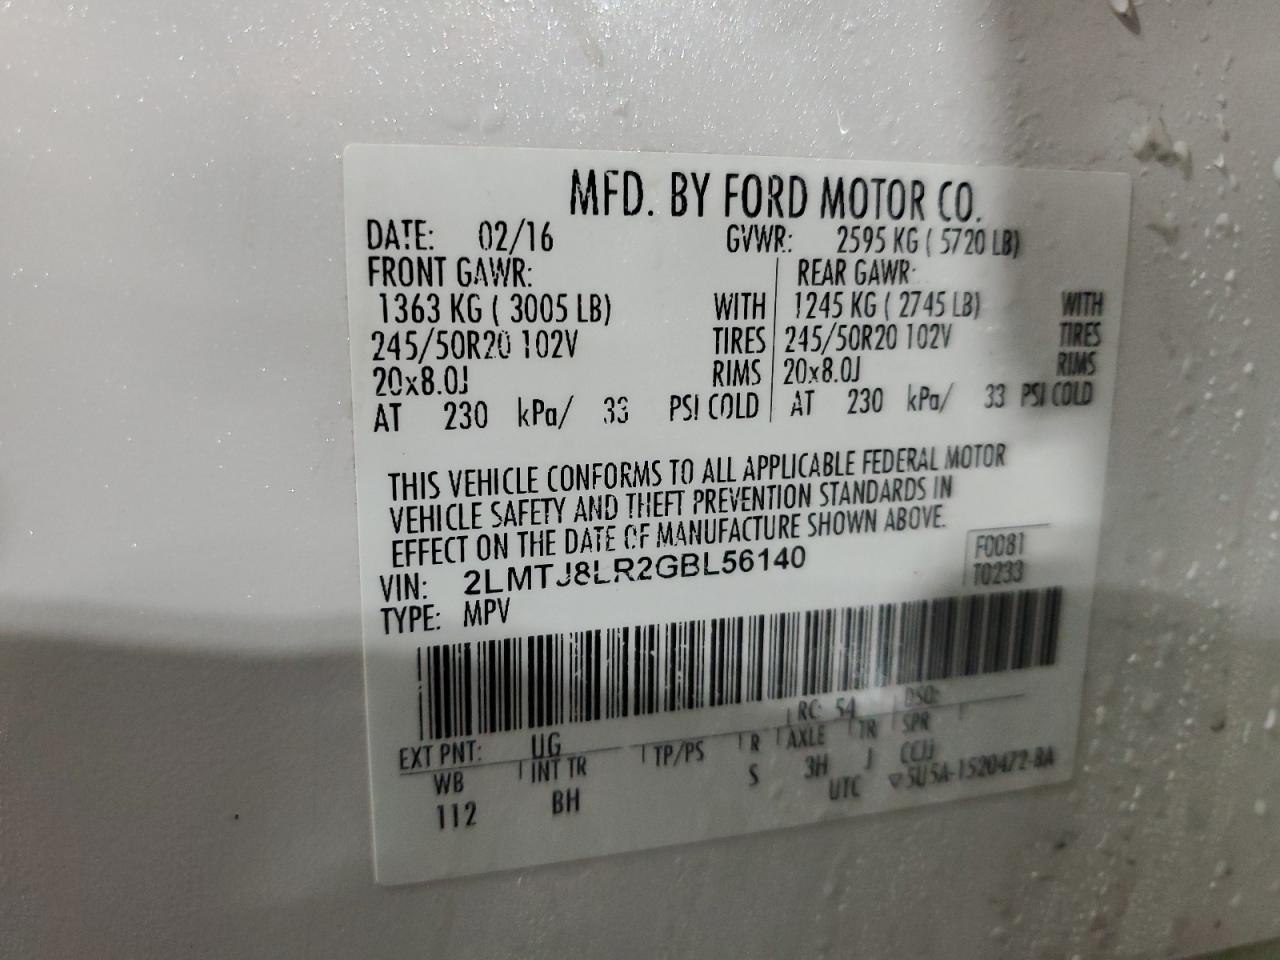 MFD. BY FORD MOTOR CO.
DATE: 02/16 GVWR: 2595 KG ( 5720 LB)
FRONT GAWR: REAR GAWR:
1363 KG ( 3005 LB) WITH 1245 KG ( 2745 LB) WITH
245/50R20 102V TIRES 245/50R20 102V TIRES
20x8.0J RIMS 20x8.0J RIMS
AT 230 kPa/ 33 PSI COLD AT 230 kPa/ 33 PSI COLD
THIS VEHICLE CONFORMS TO ALL APPLICABLE FEDERAL MOTOR
VEHICLE SAFETY AND THEFT PREVENTION STANDARDS IN
EFFECT ON THE DATE OF MANUFACTURE SHOWN ABOVE.
VIN: 2LMTJ8LR2GBL56140
F0081
T0233
TYPE: MPV
EXT PNT: UG RC: 54 DSO:
WB INT TR TP/PS R AXLE TR SPR
112 BH S 3H J CCJJ
UTC ▽5U5A-1520472-BA